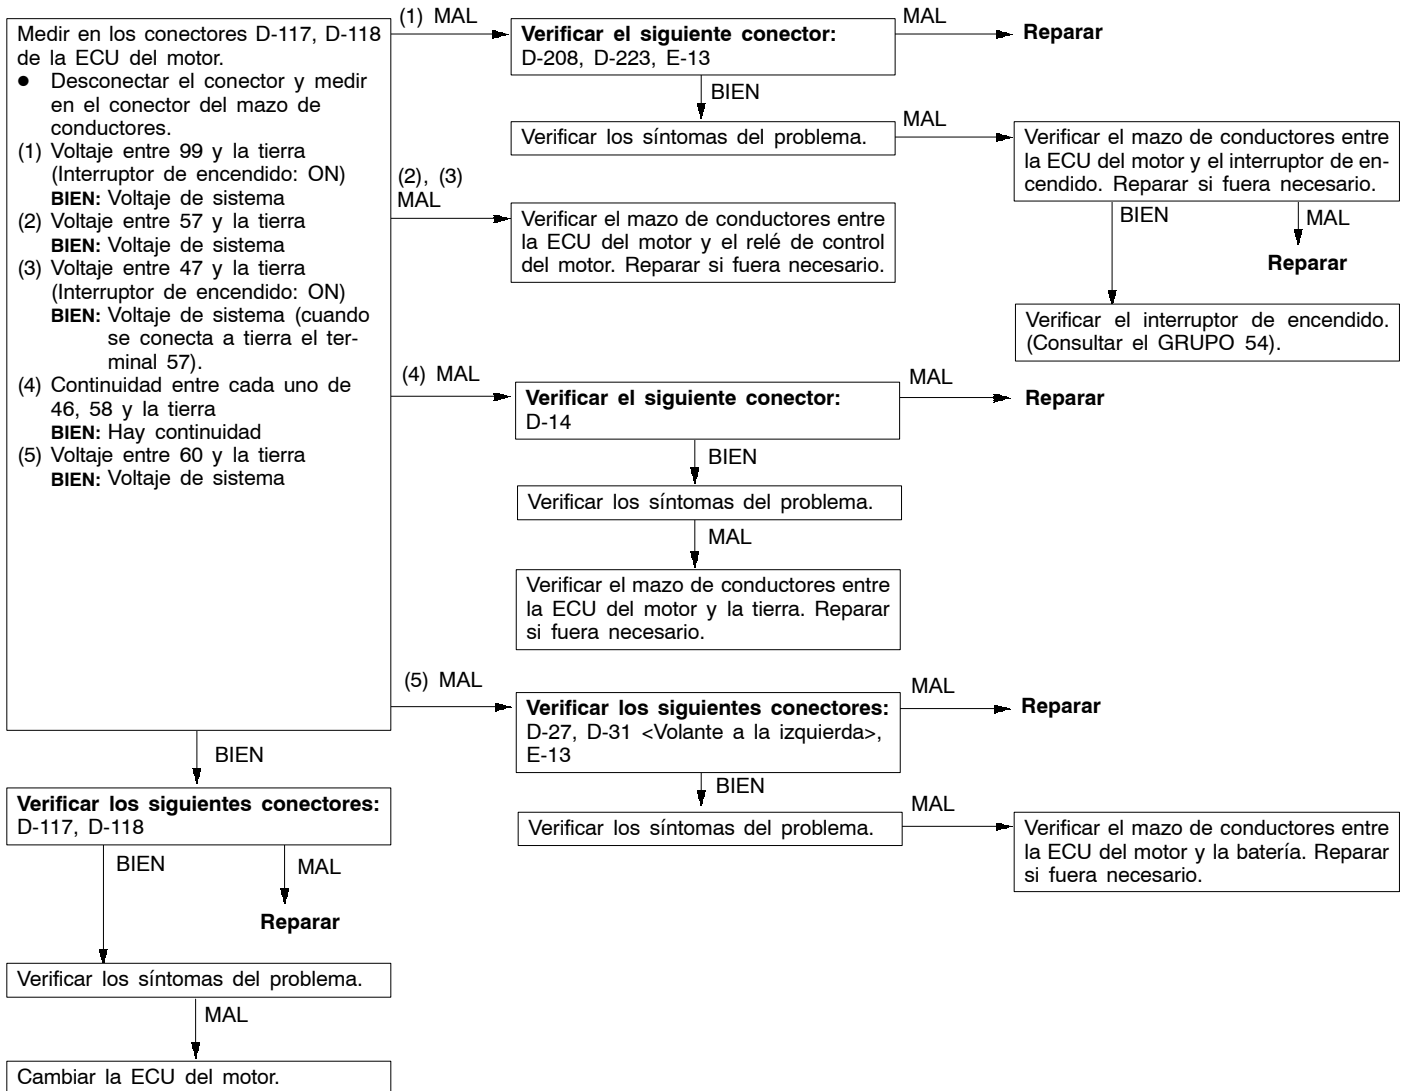 Medir en los conectores D-117, D-118
de la ECU del motor.
● Desconectar el conector y medir
en el conector del mazo de
conductores.
(1) Voltaje entre 99 y la tierra
(Interruptor de encendido: ON)
BIEN: Voltaje de sistema
(2) Voltaje entre 57 y la tierra
BIEN: Voltaje de sistema
(3) Voltaje entre 47 y la tierra
(Interruptor de encendido: ON)
BIEN: Voltaje de sistema (cuando
se conecta a tierra el ter-
minal 57).
(4) Continuidad entre cada uno de
46, 58 y la tierra
BIEN: Hay continuidad
(5) Voltaje entre 60 y la tierra
BIEN: Voltaje de sistema
(1) MAL
Verificar el siguiente conector:
D-208, D-223, E-13
MAL
Reparar
BIEN
Verificar los síntomas del problema.
MAL
Verificar el mazo de conductores entre
la ECU del motor y el interruptor de en-
cendido. Reparar si fuera necesario.
BIEN
MAL
Reparar
Verificar el interruptor de encendido.
(Consultar el GRUPO 54).
(2), (3)
MAL
Verificar el mazo de conductores entre
la ECU del motor y el relé de control
del motor. Reparar si fuera necesario.
(4) MAL
Verificar el siguiente conector:
D-14
MAL
Reparar
BIEN
Verificar los síntomas del problema.
MAL
Verificar el mazo de conductores entre
la ECU del motor y la tierra. Reparar
si fuera necesario.
(5) MAL
Verificar los siguientes conectores:
D-27, D-31 <Volante a la izquierda>,
E-13
MAL
Reparar
BIEN
Verificar los síntomas del problema.
MAL
Verificar el mazo de conductores entre
la ECU del motor y la batería. Reparar
si fuera necesario.
BIEN
Verificar los siguientes conectores:
D-117, D-118
BIEN
MAL
Reparar
Verificar los síntomas del problema.
MAL
Cambiar la ECU del motor.